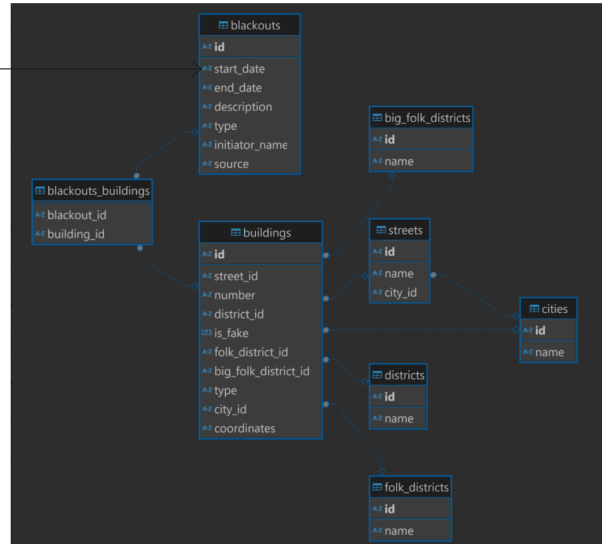 blackouts
A-Z id
A-Z start_date
A-Z end_date
A-Z description
A-Z type
A-Z initiator_name
A-Z source
big_folk_districts
A-Z id
A-Z name
blackouts_buildings
A-Z blackout_id
A-Z building_id
buildings
A-Z id
A-Z street_id
A-Z number
A-Z district_id
123 is_fake
A-Z folk_district_id
A-Z big_folk_district_id
A-Z type
A-Z city_id
A-Z coordinates
streets
A-Z id
A-Z name
A-Z city_id
cities
A-Z id
A-Z name
districts
A-Z id
A-Z name
folk_districts
A-Z id
A-Z name